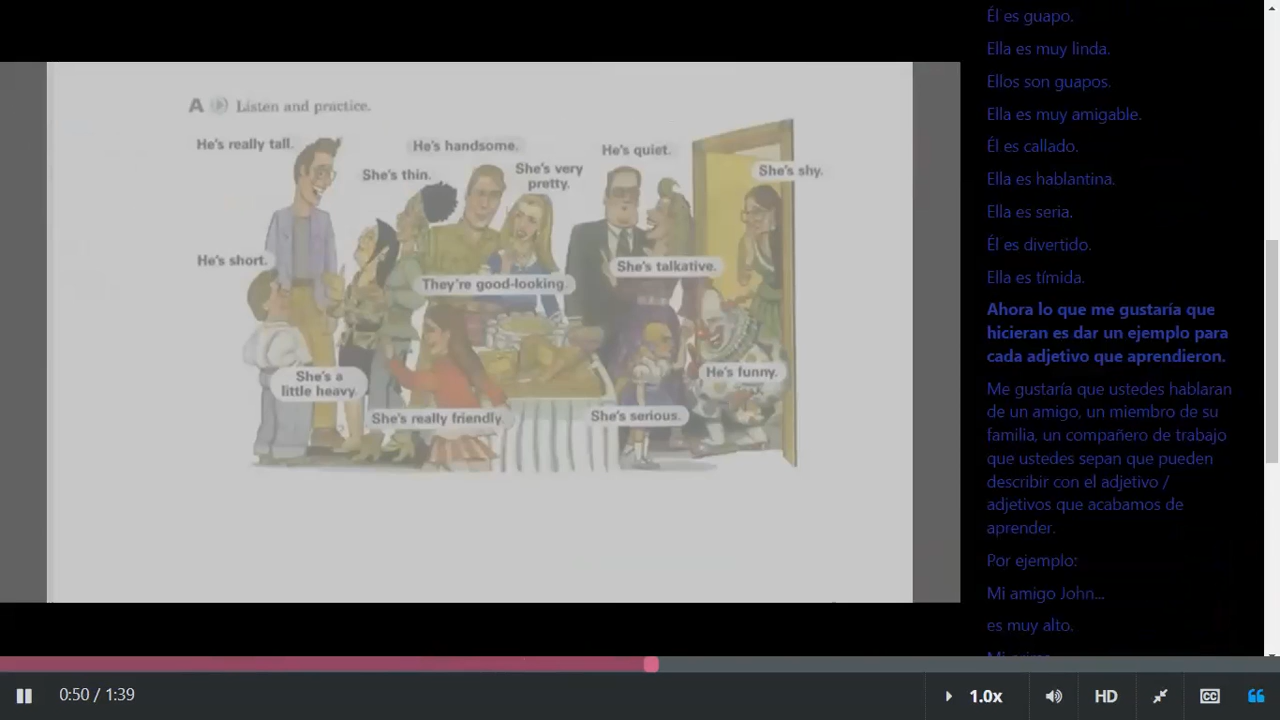 A Listen and practice.
He's really tall.
He's handsome.
He's quiet.
She's thin.
She's very
pretty.
She's shy.
He's short.
They're good-looking.
She's talkative.
She's a
little heavy.
She's really friendly.
She's serious.
He's funny.
Él es guapo.
Ella es muy linda.
Ellos son guapos.
Ella es muy amigable.
Él es callado.
Ella es hablantina.
Ella es seria.
Él es divertido.
Ella es tímida.
Ahora lo que me gustaría que
hicieran es dar un ejemplo para
cada adjetivo que aprendieron.
Me gustaría que ustedes hablaran
de un amigo, un miembro de su
familia, un compañero de trabajo
que ustedes sepan que pueden
describir con el adjetivo /
adjetivos que acabamos de
aprender.
Por ejemplo:
Mi amigo John...
es muy alto.
0:50 / 1:39
1.0x
HD
CC